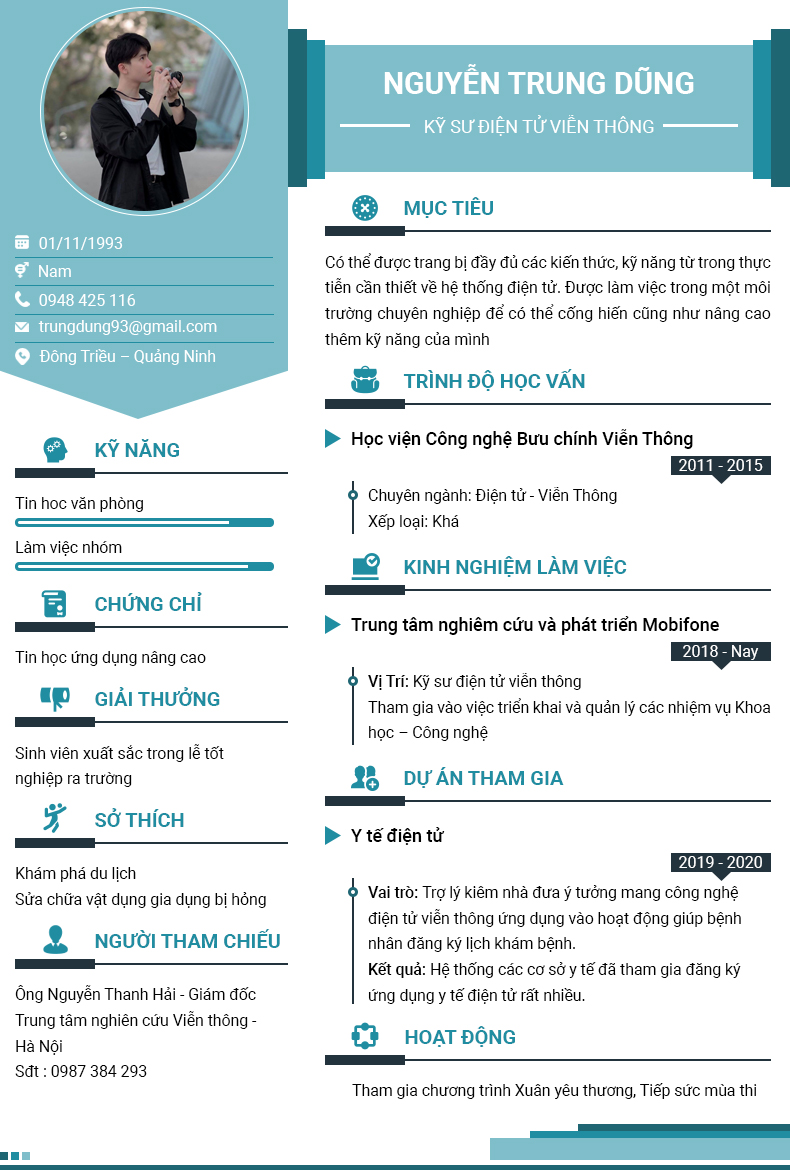 NGUYỄN TRUNG DŨNG
KỸ SƯ ĐIỆN TỬ VIỄN THÔNG
01/11/1993
Nam
0948 425 116
trungdung93@gmail.com
Đông Triều – Quảng Ninh
KỸ NĂNG
Tin hoc văn phòng
Làm việc nhóm
CHỨNG CHỈ
Tin học ứng dụng nâng cao
GIẢI THƯỞNG
Sinh viên xuất sắc trong lễ tốt
nghiệp ra trường
SỞ THÍCH
Khám phá du lịch
Sửa chữa vật dụng gia dụng bị hỏng
NGƯỜI THAM CHIẾU
Ông Nguyễn Thanh Hải - Giám đốc
Trung tâm nghiên cứu Viễn thông -
Hà Nội
Sđt : 0987 384 293
MỤC TIÊU
Có thể được trang bị đầy đủ các kiến thức, kỹ năng từ trong thực
tiễn cần thiết về hệ thống điện tử. Được làm việc trong một môi
trường chuyên nghiệp để có thể cống hiến cũng như nâng cao
thêm kỹ năng của mình
TRÌNH ĐỘ HỌC VẤN
Học viện Công nghệ Bưu chính Viễn Thông
2011 - 2015
Chuyên ngành: Điện tử - Viễn Thông
Xếp loại: Khá
KINH NGHIỆM LÀM VIỆC
Trung tâm nghiêm cứu và phát triển Mobifone
2018 - Nay
Vị Trí: Kỹ sư điện tử viễn thông
Tham gia vào việc triển khai và quản lý các nhiệm vụ Khoa
học – Công nghệ
DỰ ÁN THAM GIA
Y tế điện tử
2019 - 2020
Vai trò: Trợ lý kiêm nhà đưa ý tưởng mang công nghệ
điện tử viễn thông ứng dụng vào hoạt động giúp bệnh
nhân đăng ký lịch khám bệnh.
Kết quả: Hệ thống các cơ sở y tế đã tham gia đăng ký
ứng dụng y tế điện tử rất nhiều.
HOẠT ĐỘNG
Tham gia chương trình Xuân yêu thương, Tiếp sức mùa thi